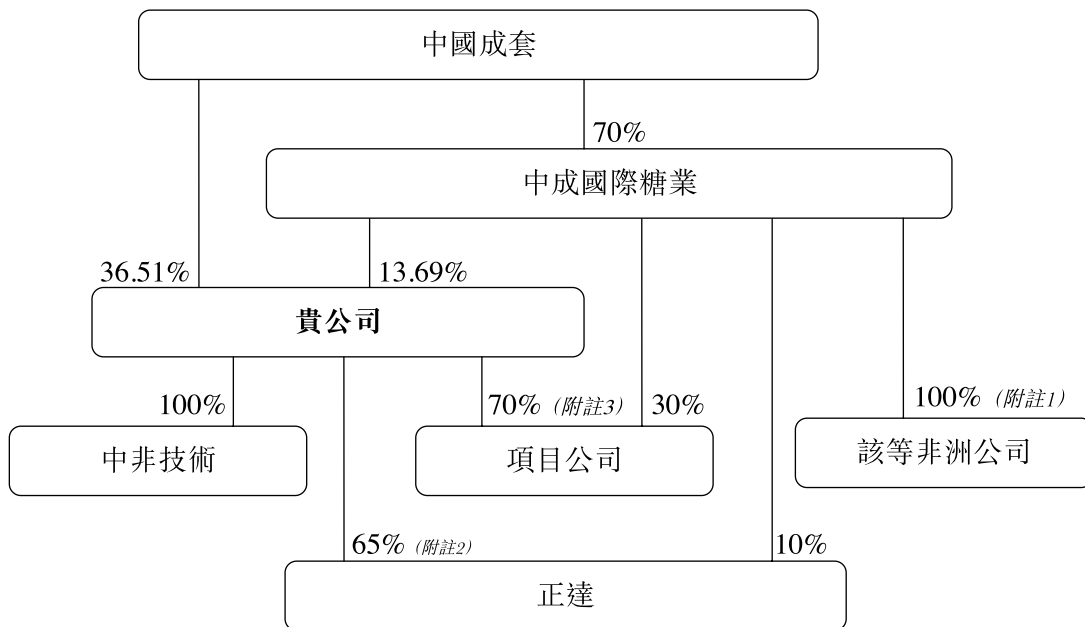 中國成套
70%
中成國際糖業
36.51%
13.69%
貴公司
100%
70% (附註3)
30%
100% (附註1)
中非技術
項目公司
該等非洲公司
65% (附註2)
10%
正達